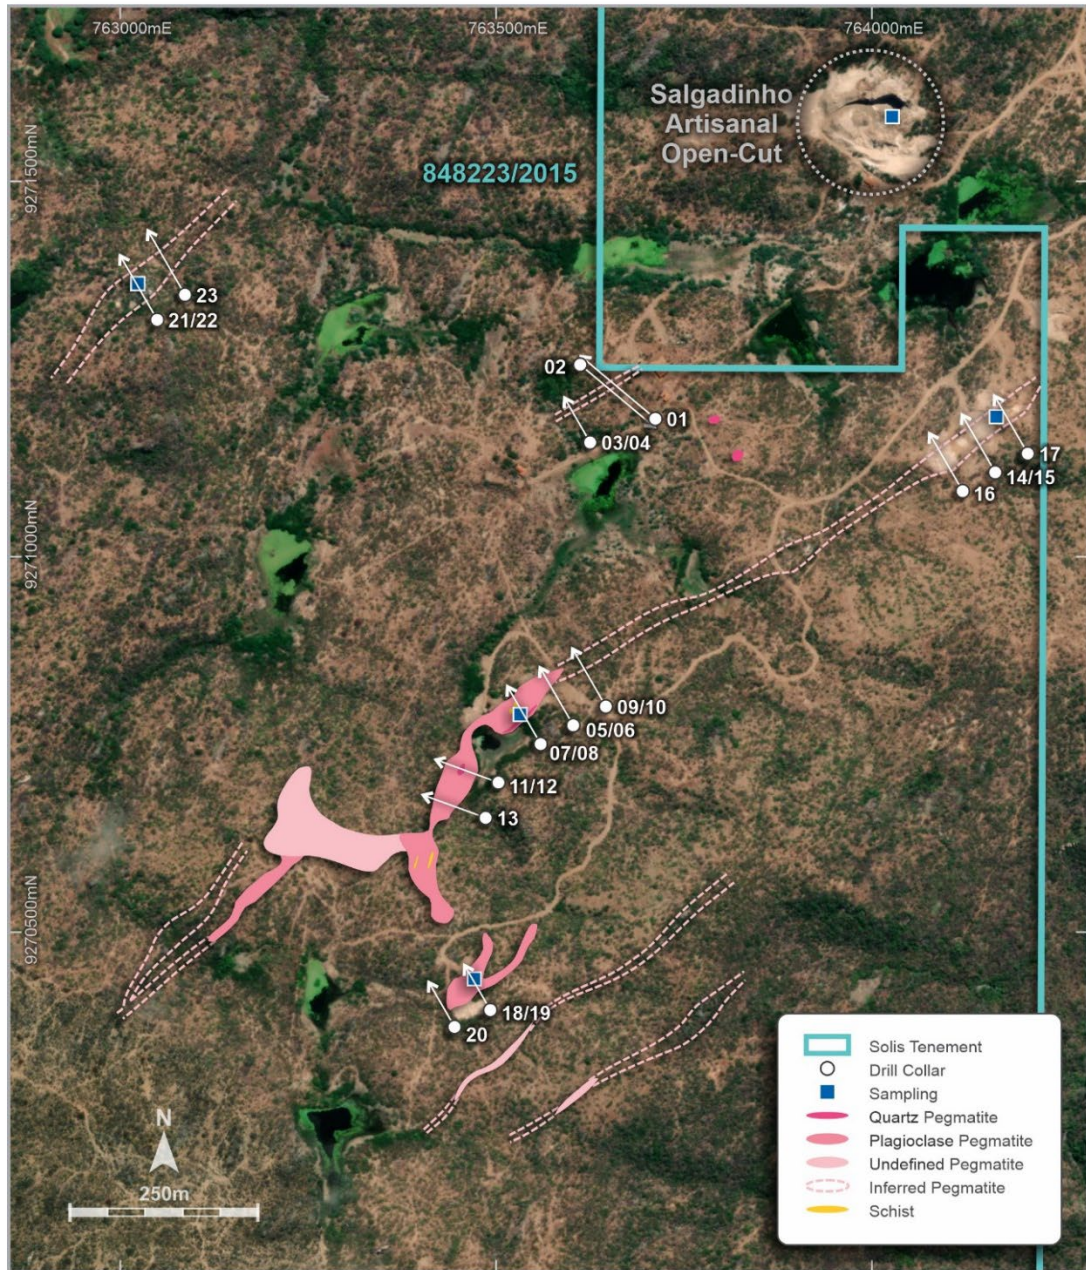 763000mE
763500mE
764000mE
Salgadinho
Artisanal
Open-Cut
848223/2015
9271500mN
23
21/22
02
01
03/04
17
14/15
16
9271000mN
09/10
05/06
07/08
11/12
13
9270500mN
18/19
20
N
250m
Solis Tenement
Drill Collar
Sampling
Quartz Pegmatite
Plagioclase Pegmatite
Undefined Pegmatite
Inferred Pegmatite
Schist